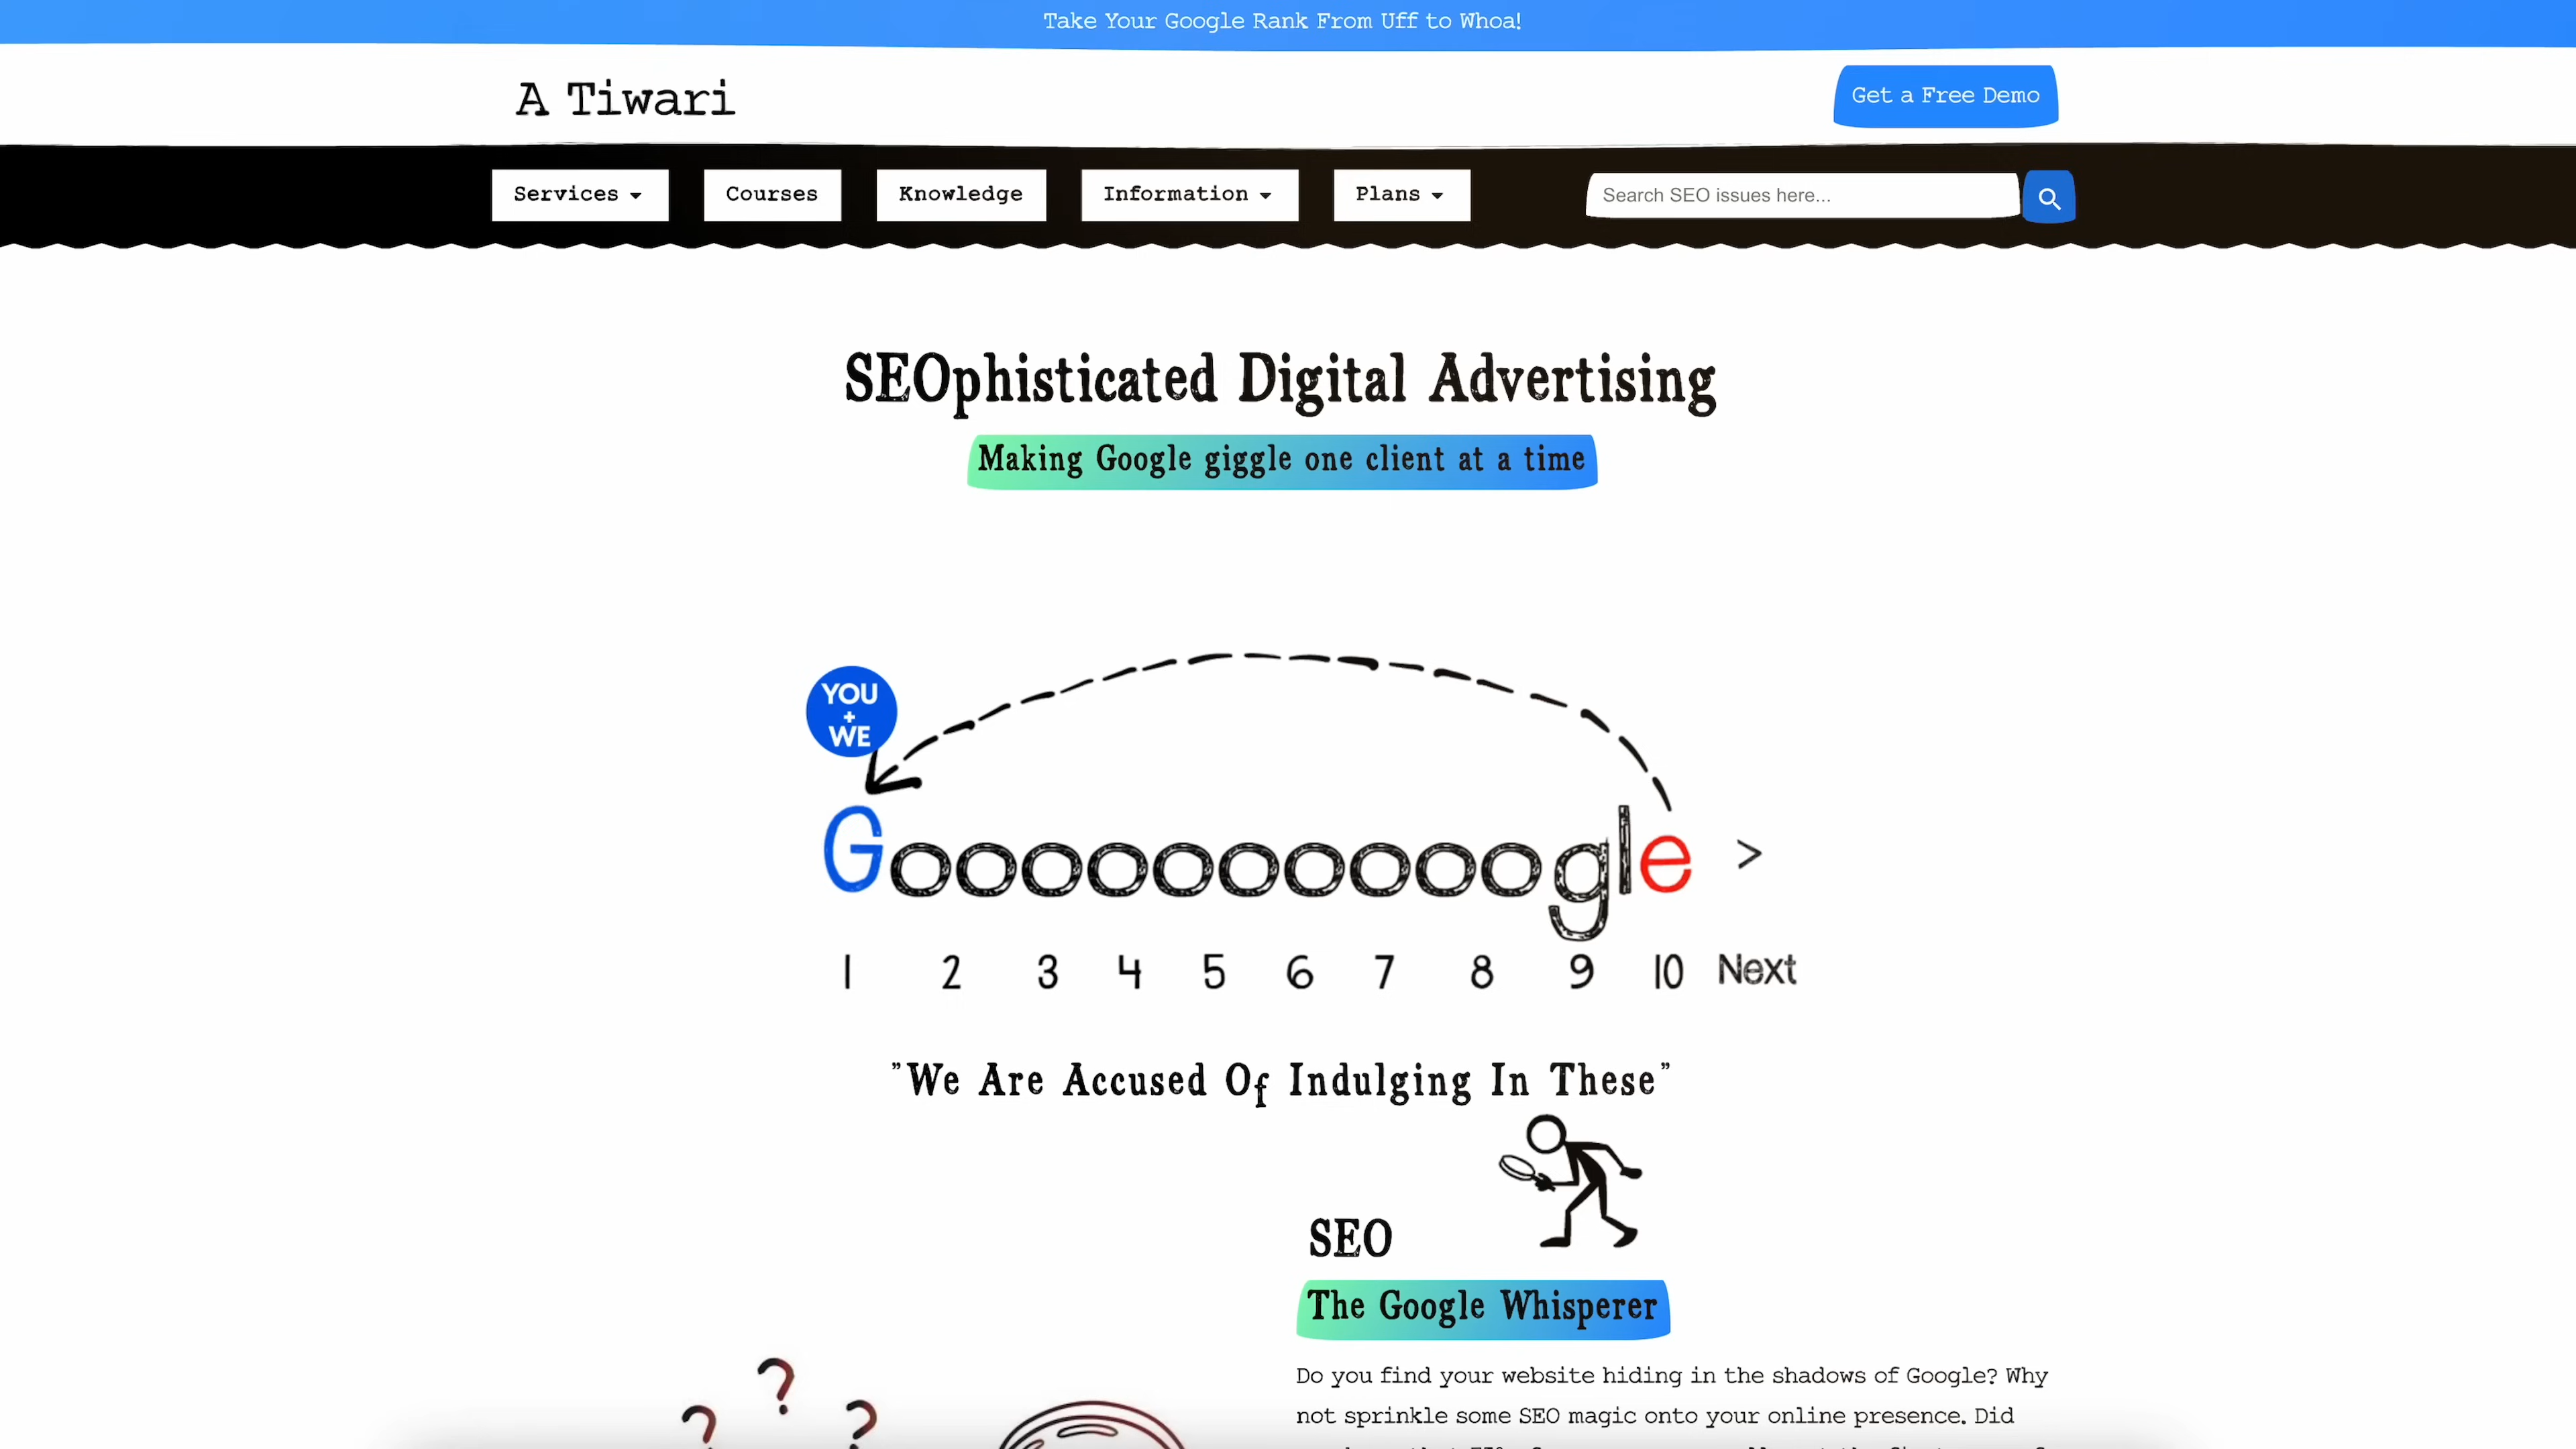 Take Your Google Rank From Uff to Whoa!
A Tiwari
Get a Free Demo
Services
Courses
Knowledge
Information
Plans
Search SEO issues here...
SEOphisticated Digital Advertising
Making Google giggle one client at a time
YOU
+
WE
Goooooooooogle >
1 2 3 4 5 6 7 8 9 10 Next
"We Are Accused Of Indulging In These"
SEO
The Google Whisperer
Do you find your website hiding in the shadows of Google? Why
not sprinkle some SEO magic onto your online presence. Did
? ? ?